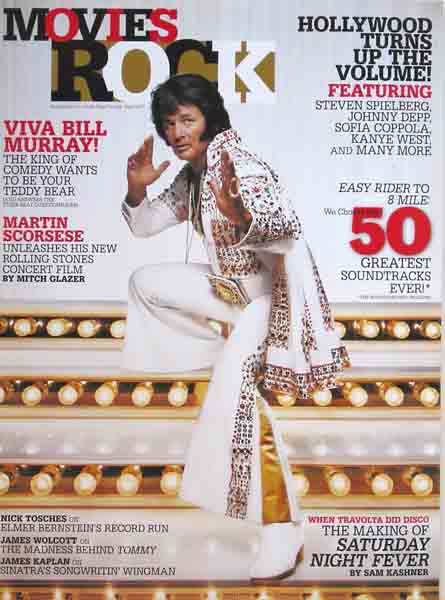 MOVIES
ROCK
HOLLYWOOD
TURNS
UP THE
VOLUME!
FEATURING
STEVEN SPIELBERG,
JOHNNY DEPP,
SOFIA COPPOLA,
KANYE WEST,
AND MANY MORE
VIVA BILL
MURRAY!
THE KING OF
COMEDY WANTS
TO BE YOUR
TEDDY BEAR
MARTIN
SCORSESE
UNLEASHES HIS NEW
ROLLING STONES
CONCERT FILM
BY MITCH GLAZER
EASY RIDER TO
8 MILE:
We
50
GREATEST
SOUNDTRACKS
EVER!*
NICK TOSCHES on
ELMER BERNSTEIN'S RECORD RUN
JAMES WOLCOTT on
THE MADNESS BEHIND TOMMY
JAMES KAPLAN on
SINATRA'S SONGWRITIN' WINGMAN
WHEN TRAVOLTA DID DISCO
THE MAKING OF
SATURDAY
NIGHT FEVER
BY SAM KASHNER